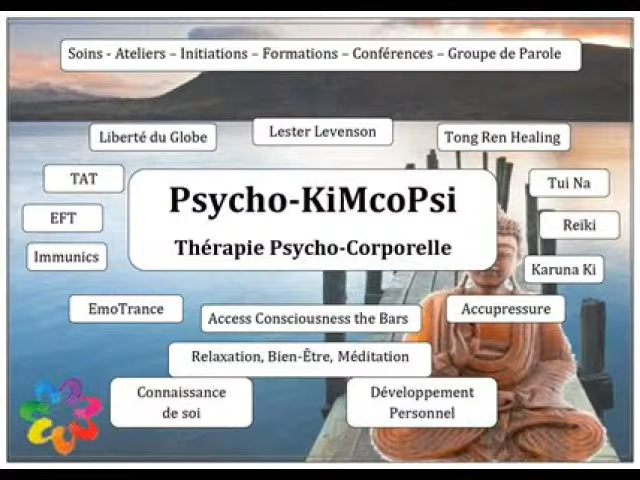 Soins - Ateliers – Initiations – Formations – Conférences – Groupe de Parole
Liberté du Globe
Lester Levenson
Tong Ren Healing
TAT
Psycho-KiMcoPsi
Tui Na
EFT
Reïki
Thérapie Psycho-Corporelle
Immunics
Karuna Ki
EmoTrance
Access Consciousness the Bars
Accupressure
Relaxation, Bien-Être, Méditation
Connaissance
de soi
Développement
Personnel